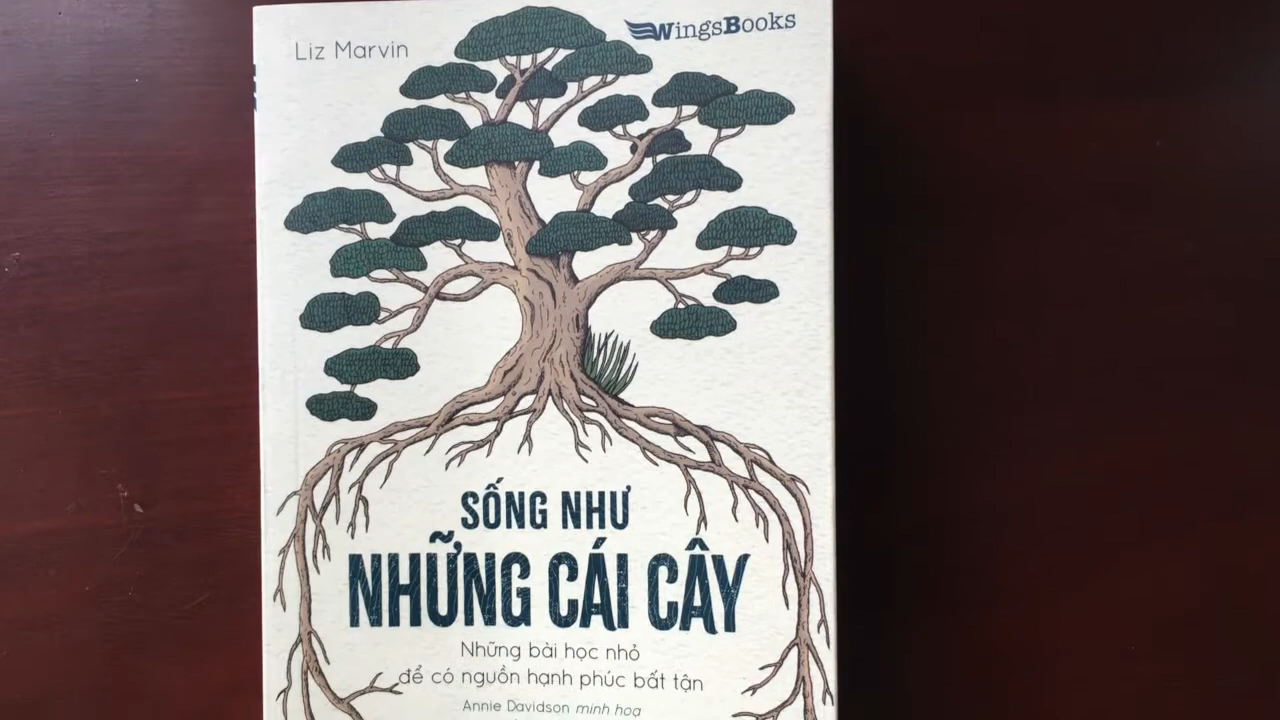 Liz Marvin
WingsBooks
SỐNG NHƯ
NHỮNG CÁI CÂY
Những bài học nhỏ
để có nguồn hạnh phúc bất tận
Annie Davidson minh hoạ